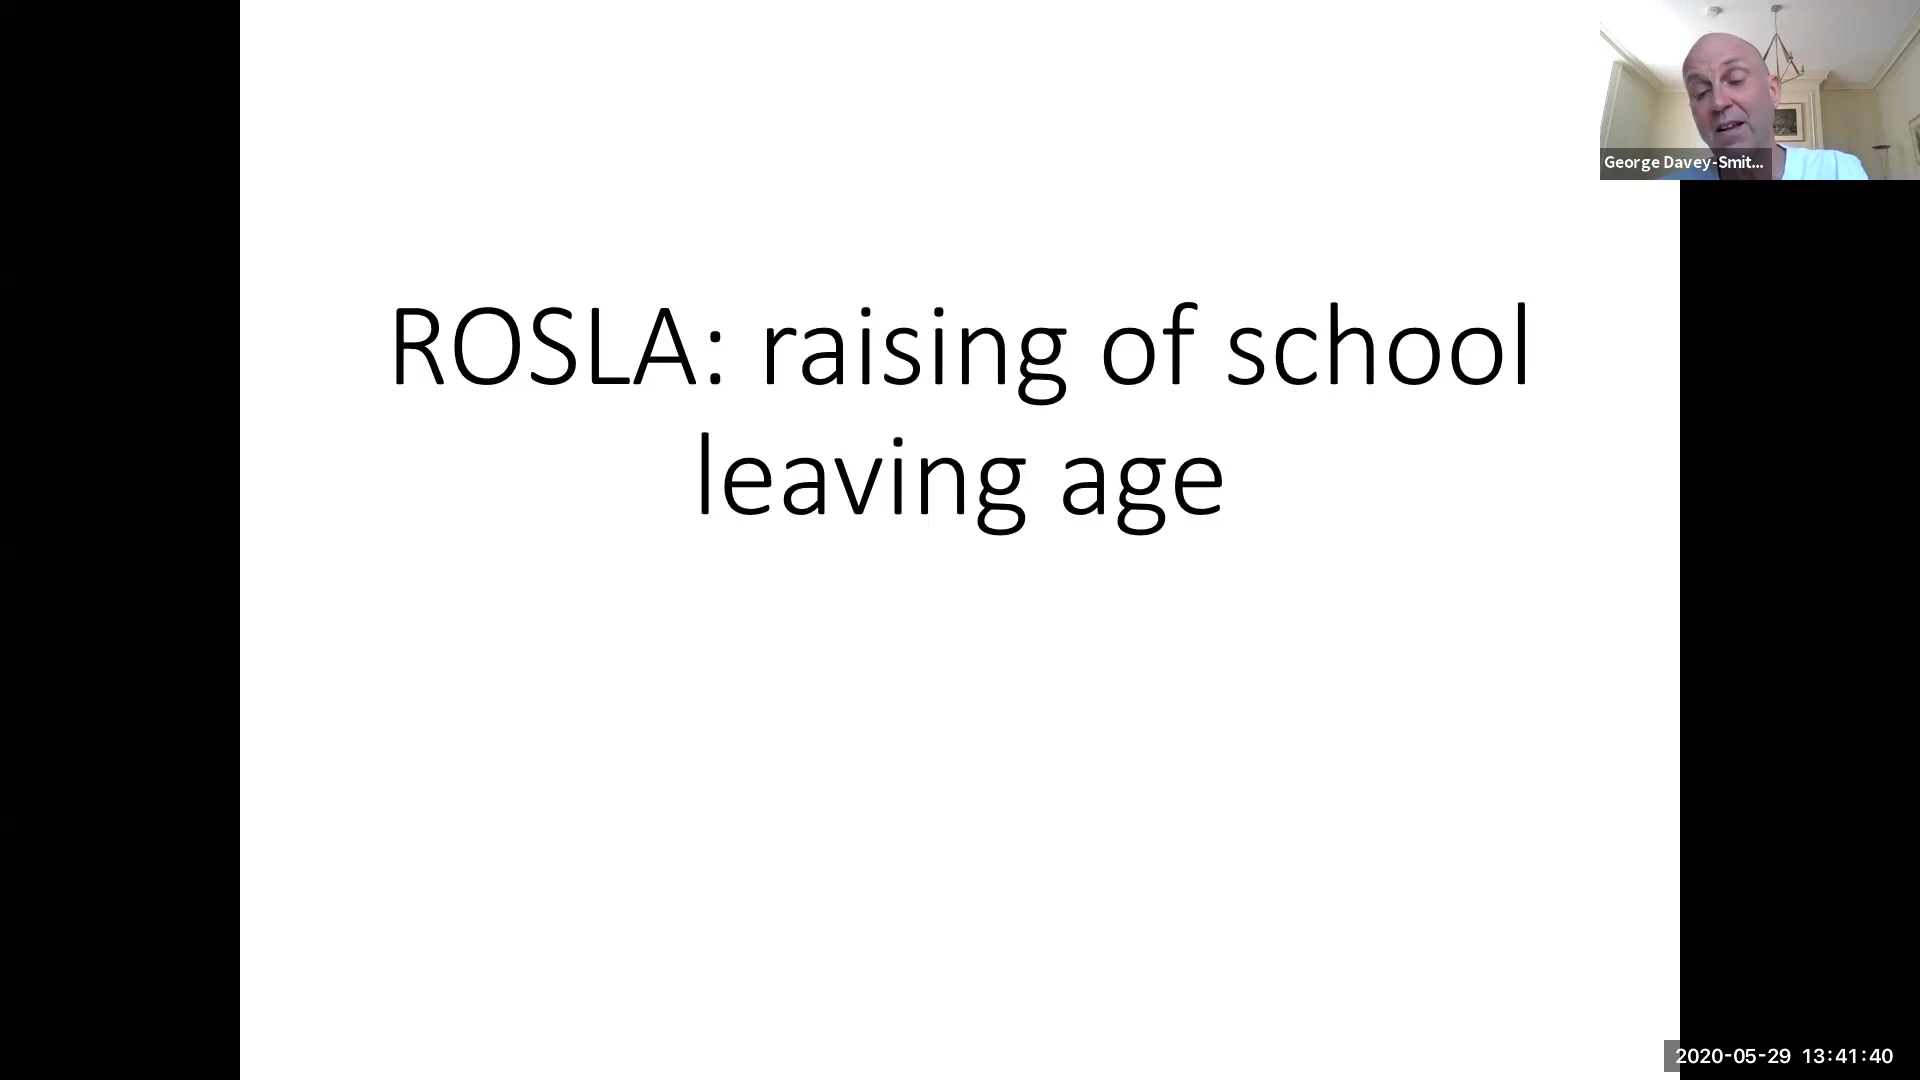 George Davey-Smit...
ROSLA: raising of school
leaving age
2020-05-29 13:41:40